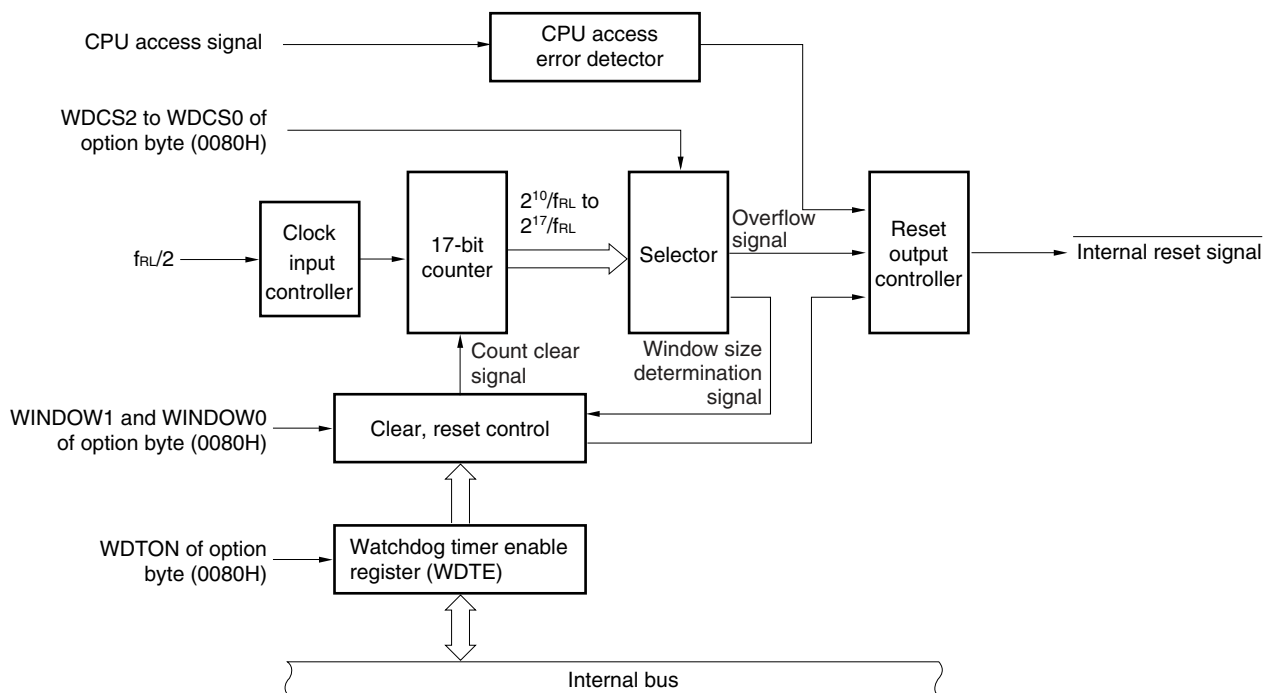 CPU access signal
CPU access
error detector
WDCS2 to WDCS0 of
option byte (0080H)
fRL/2
Clock
input
controller
17-bit
counter
2¹⁰/fRL to
2¹⁷/fRL
Selector
Overflow
signal
Reset
output
controller
Internal reset signal
Count clear
signal
Window size
determination
signal
WINDOW1 and WINDOW0
of option byte (0080H)
Clear, reset control
WDTON of option
byte (0080H)
Watchdog timer enable
register (WDTE)
Internal bus